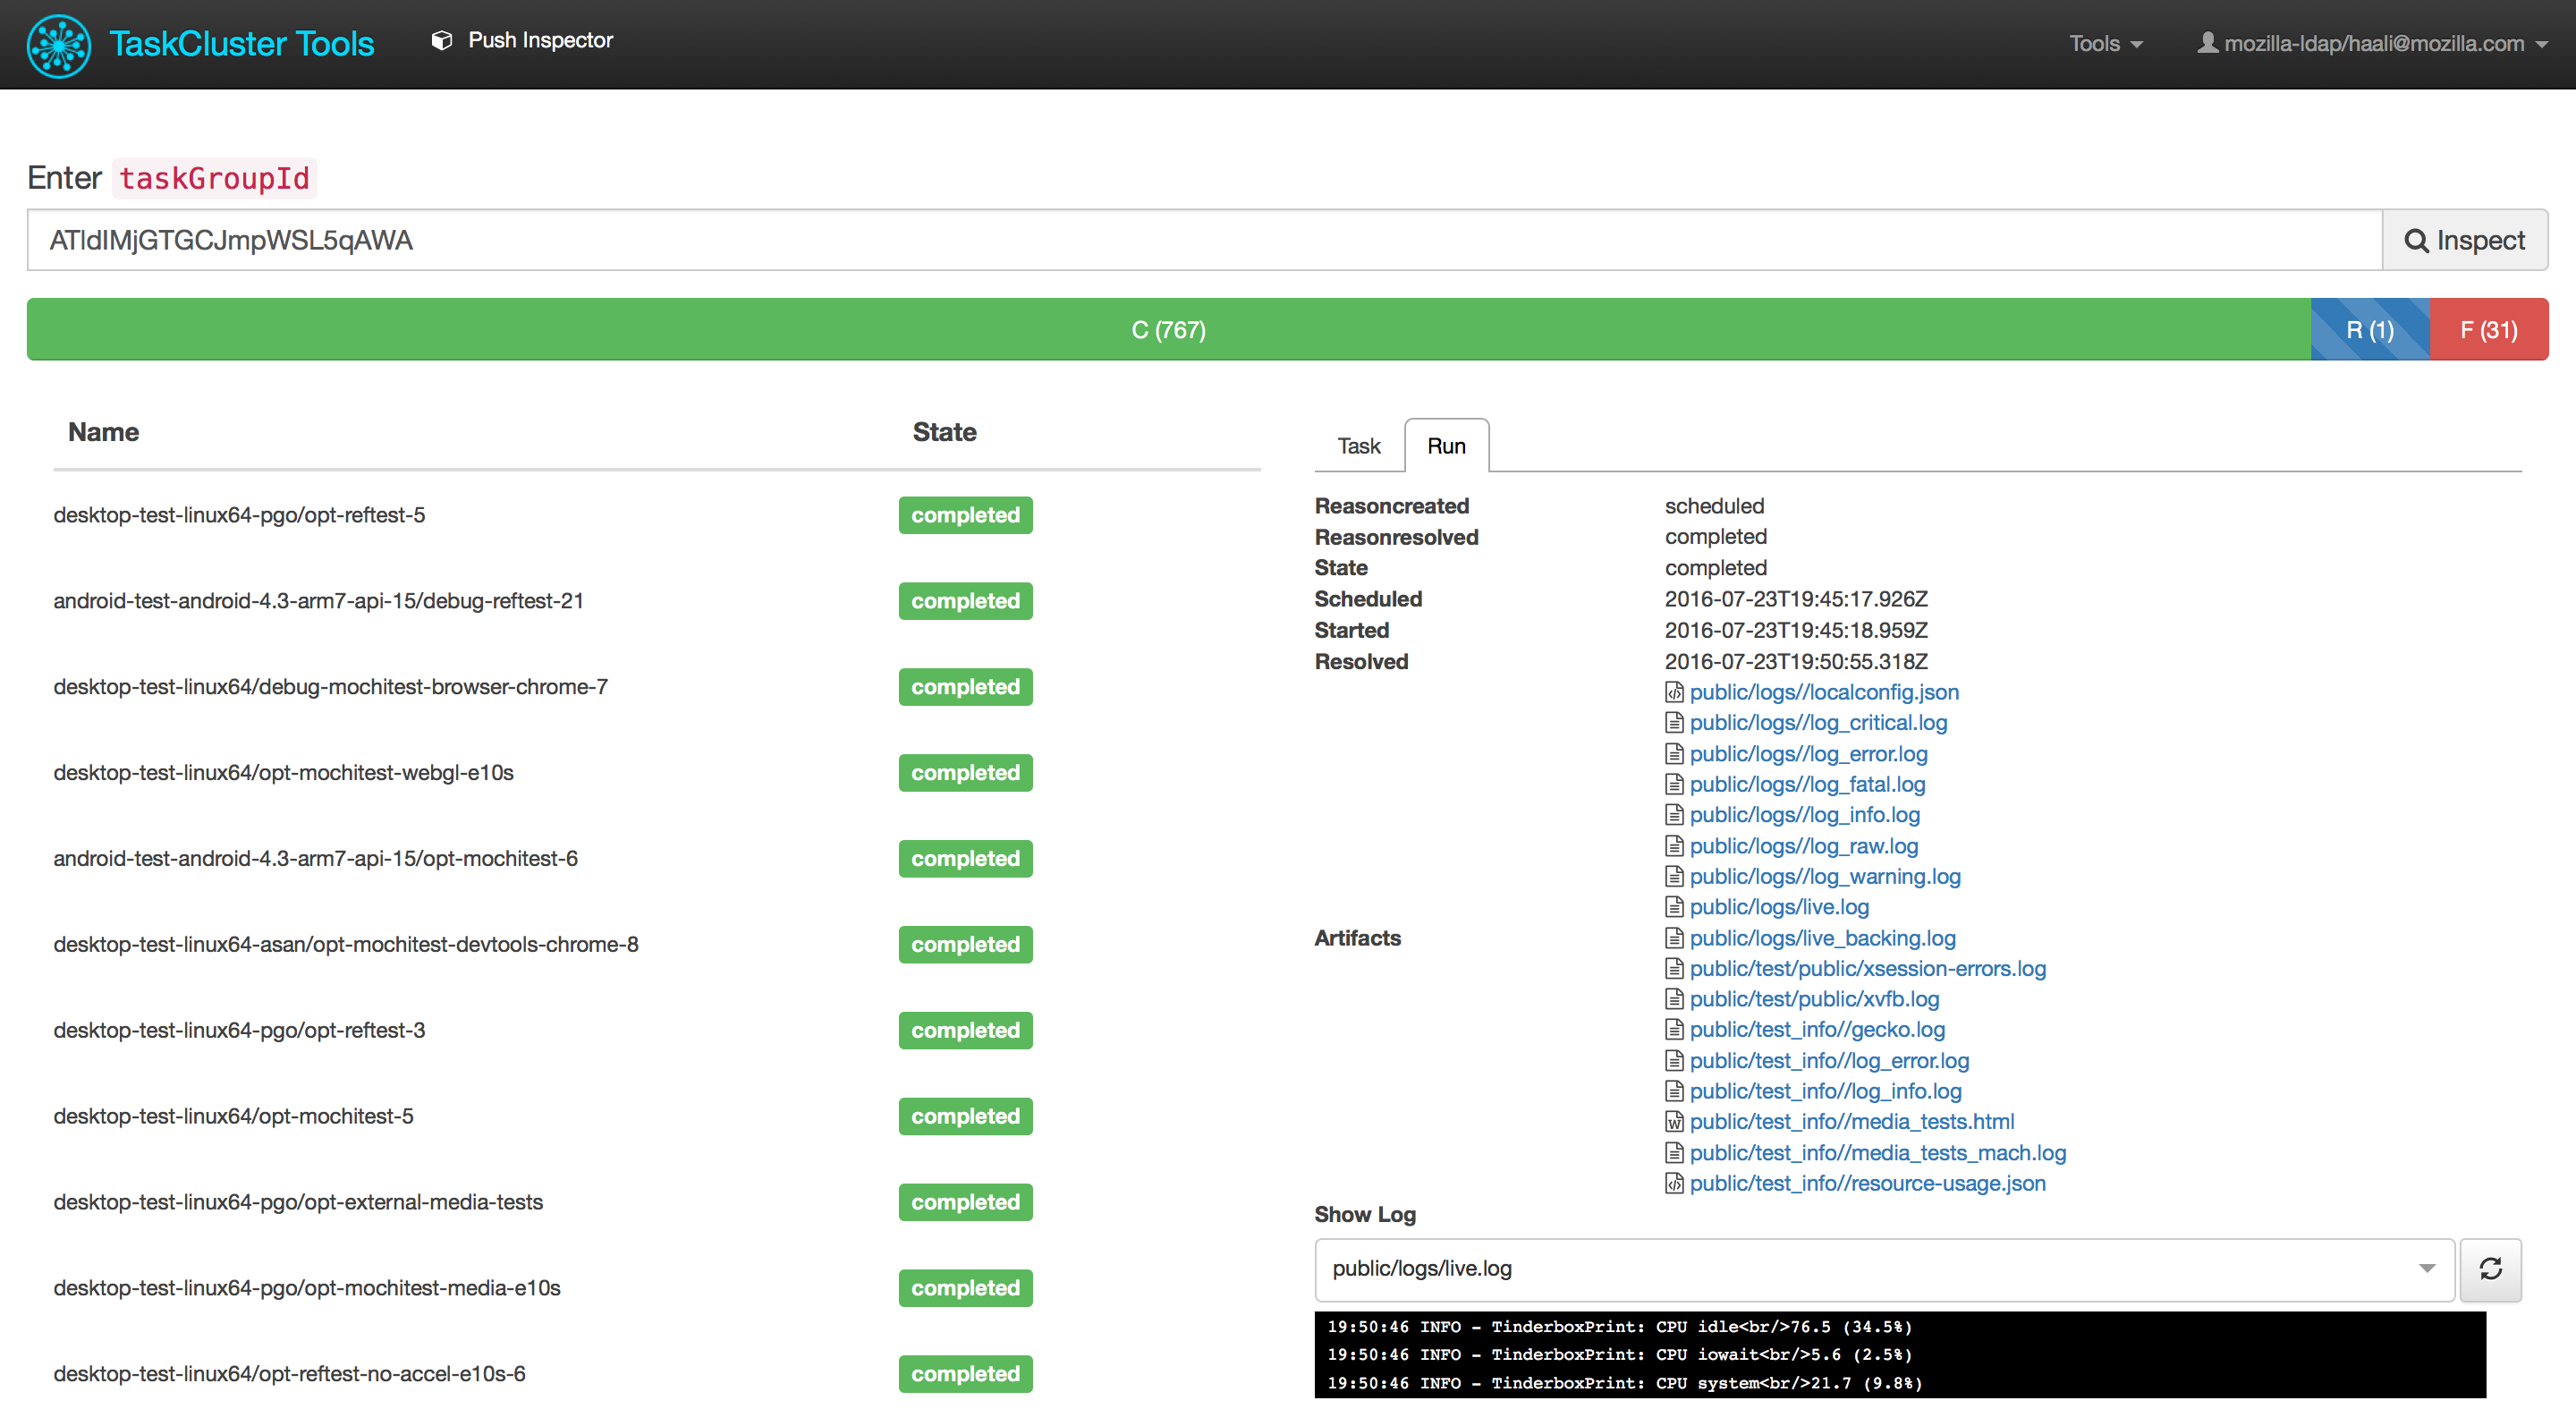 TaskCluster Tools
Push Inspector
Tools
mozilla-ldap/haali@mozilla.com
Enter taskGroupId
ATIdIMjGTGCJmpWSL5qAWA
Inspect
C (767)
R (1)
F (31)
Name State
desktop-test-linux64-pgo/opt-reftest-5 completed
android-test-android-4.3-arm7-api-15/debug-reftest-21 completed
desktop-test-linux64/debug-mochitest-browser-chrome-7 completed
desktop-test-linux64/opt-mochitest-webgl-e10s completed
android-test-android-4.3-arm7-api-15/opt-mochitest-6 completed
desktop-test-linux64-asan/opt-mochitest-devtools-chrome-8 completed
desktop-test-linux64-pgo/opt-reftest-3 completed
desktop-test-linux64/opt-mochitest-5 completed
desktop-test-linux64-pgo/opt-external-media-tests completed
desktop-test-linux64-pgo/opt-mochitest-media-e10s completed
desktop-test-linux64/opt-reftest-no-accel-e10s-6 completed
Task Run
Reasoncreated scheduled
Reasonresolved completed
State completed
Scheduled 2016-07-23T19:45:17.926Z
Started 2016-07-23T19:45:18.959Z
Resolved 2016-07-23T19:50:55.318Z
public/logs//localconfig.json
public/logs//log_critical.log
public/logs//log_error.log
public/logs//log_fatal.log
public/logs//log_info.log
public/logs//log_raw.log
public/logs//log_warning.log
public/logs/live.log
Artifacts public/logs/live_backing.log
public/test/public/xsession-errors.log
public/test/public/xvfb.log
public/test_info//gecko.log
public/test_info//log_error.log
public/test_info//log_info.log
public/test_info//media_tests.html
public/test_info//media_tests_mach.log
public/test_info//resource-usage.json
Show Log
public/logs/live.log
19:50:46 INFO - TinderboxPrint: CPU idle<br/>76.5 (34.5%)
19:50:46 INFO - TinderboxPrint: CPU iowait<br/>5.6 (2.5%)
19:50:46 INFO - TinderboxPrint: CPU system<br/>21.7 (9.8%)